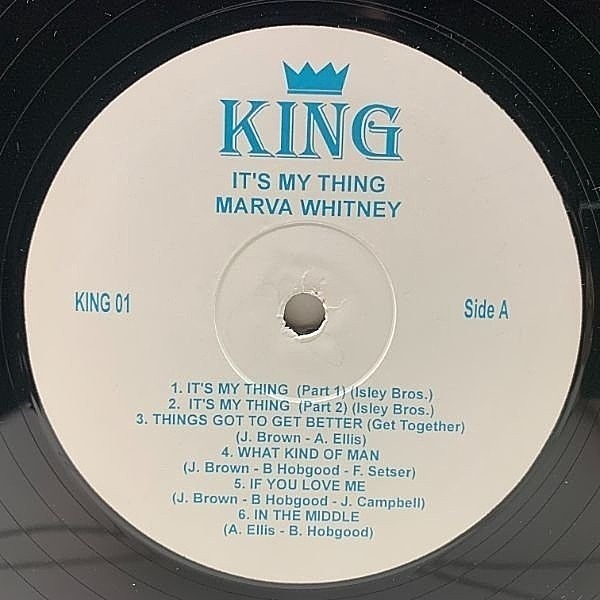 KING
IT'S MY THING
MARVA WHITNEY
KING 01
Side A
1. IT'S MY THING (Part 1) (Isley Bros.)
2. IT'S MY THING (Part 2) (Isley Bros.)
3. THINGS GOT TO GET BETTER (Get Together)
(J. Brown - A. Ellis)
4. WHAT KIND OF MAN
(J. Brown - B Hobgood - F. Setser)
5. IF YOU LOVE ME
(J. Brown - B Hobgood - J. Campbell)
6. IN THE MIDDLE
(A. Ellis - B. Hobgood)